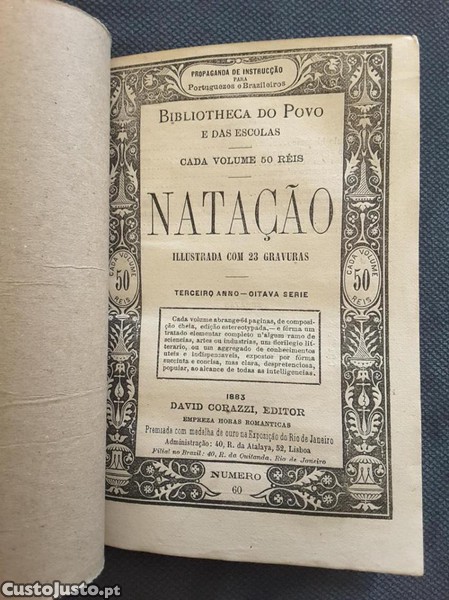 PROPAGANDA DE INSTRUCÇÃO
PARA
Portuguezes e Brazileiros
BIBLIOTHECA DO POVO
E DAS ESCOLAS
CADA VOLUME 50 RÉIS
NATAÇÃO
ILLUSTRADA COM 23 GRAVURAS
TERCEIRO ANNO — OITAVA SERIE
CADA VOLUME
50
RÉIS
CADA VOLUME
50
RÉIS
Cada volume abrange 64 paginas, de composi-
ção cheia, edição estereotypada, — e fórma um
tratado elementar completo n'algum ramo de
sciencias, artes ou industrias, um florilegio lit-
terario, ou um aggregado de conhecimentos
uteis e indispensaveis, expostos por fórma
succinta e concisa, mas clara, despretenciosa,
popular, ao alcance de todas as intelligencias.
1883
DAVID CORAZZI, EDITOR
EMPREZA HORAS ROMANTICAS
Premiada com medalha de ouro na Exposição do Rio de Janeiro
Administração: 40, R. da Atalaya, 52, Lisboa
Filial no Brazil: 40, R. da Quitanda, Rio de Janeiro
NUMERO
60
CustoJusto.pt